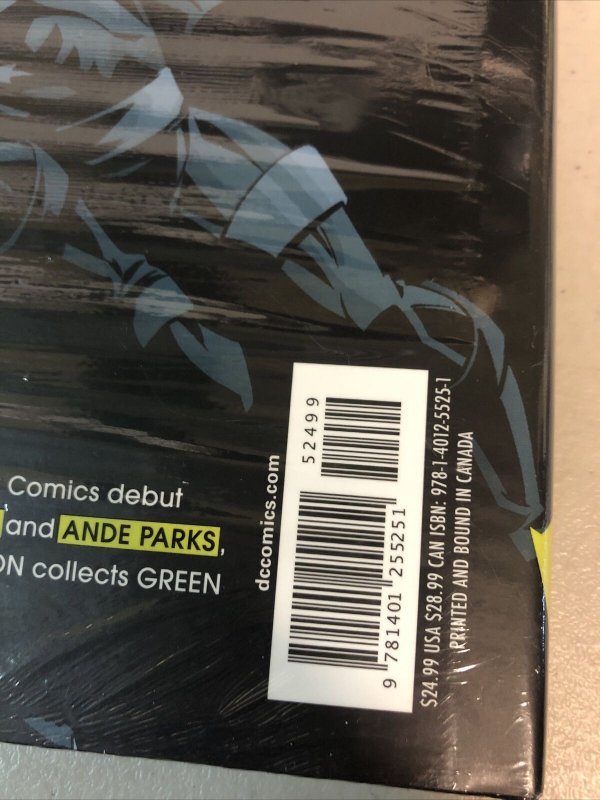 Comics debut
and ANDE PARKS,
ON collects GREEN
dccomics.com
52499
9 781401 255251
$24.99 USA $28.99 CAN ISBN: 978-1-4012-5525-1
PRINTED AND BOUND IN CANADA